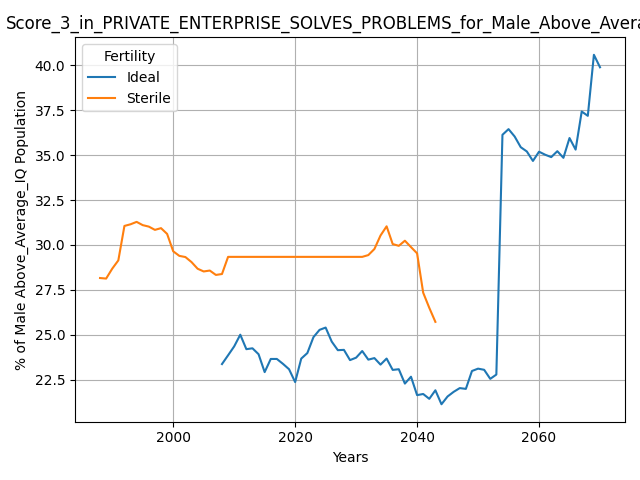 Score_3_in_PRIVATE_ENTERPRISE_SOLVES_PROBLEMS_for_Male_Above_Avera
Fertility
Ideal
Sterile
40.0
37.5
35.0
32.5
30.0
27.5
25.0
22.5
% of Male Above_Average_IQ Population
2000
2020
2040
2060
Years